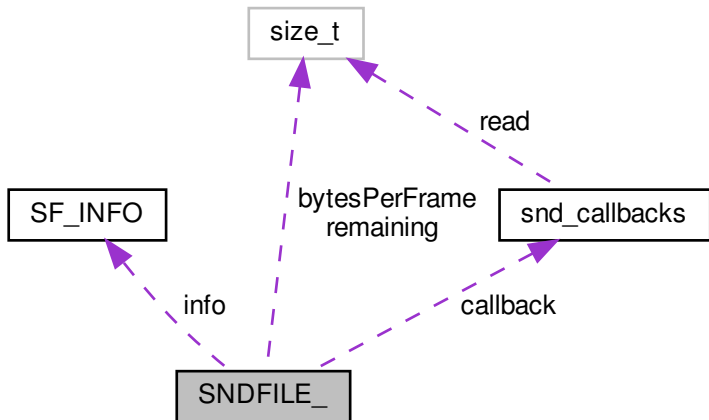 size_t
read
SF_INFO
bytesPerFrame
remaining
snd_callbacks
info
callback
SNDFILE_